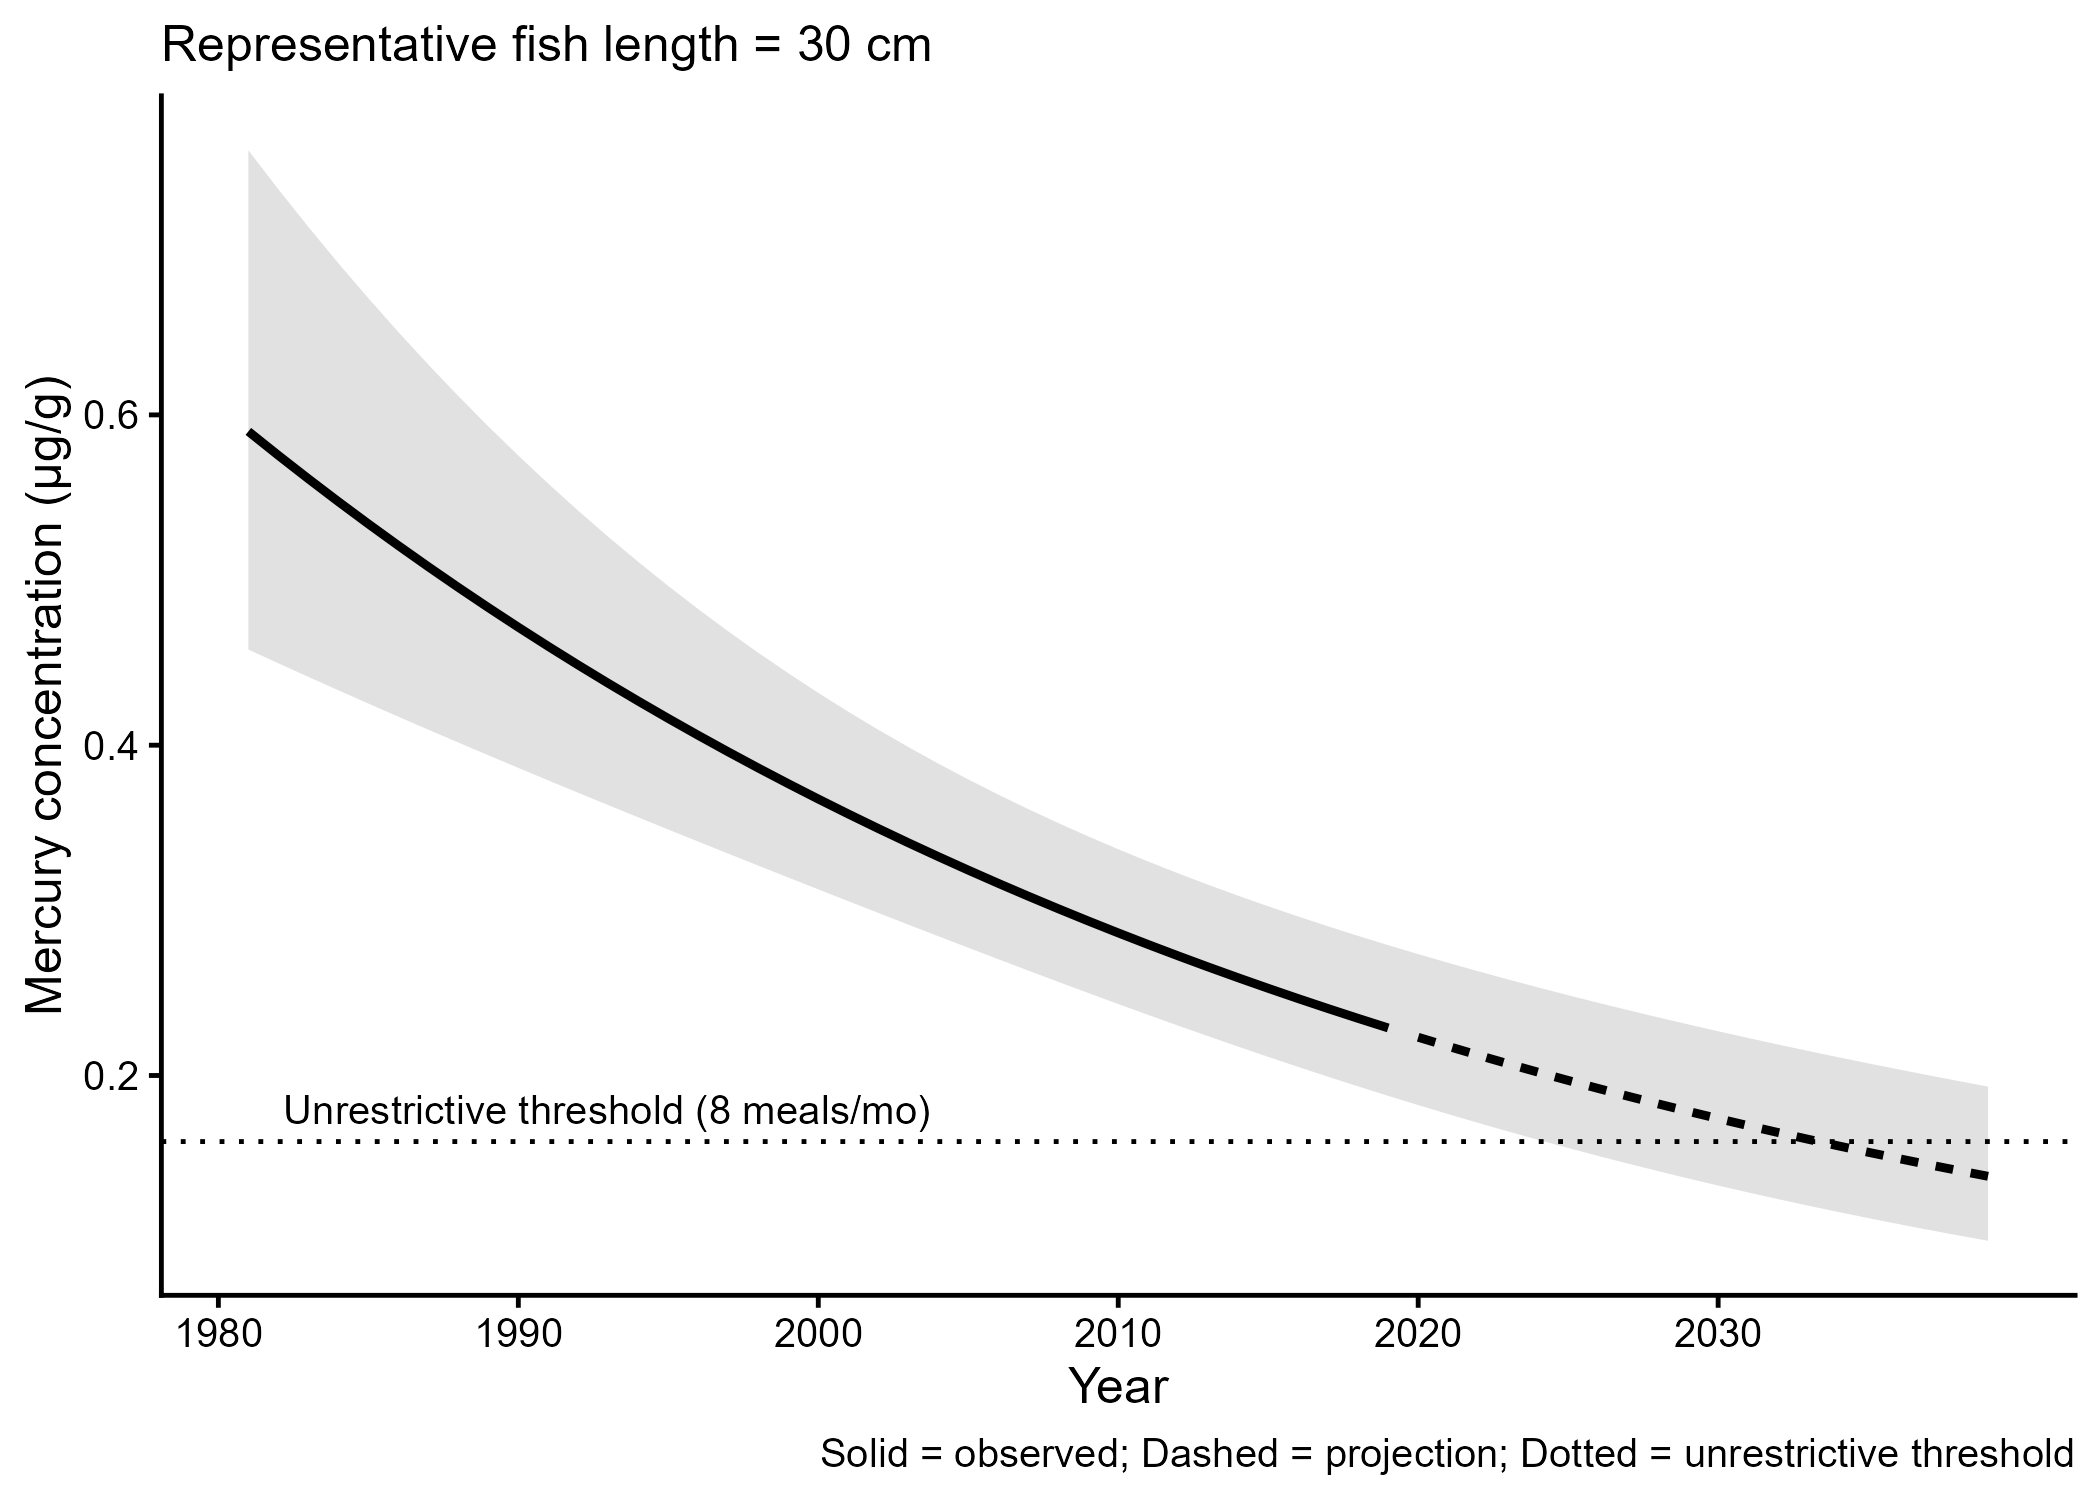 Representative fish length = 30 cm
Mercury concentration (µg/g)
0.6
0.4
0.2
Unrestrictive threshold (8 meals/mo)
1980 1990 2000 2010 2020 2030
Year
Solid = observed; Dashed = projection; Dotted = unrestrictive threshold